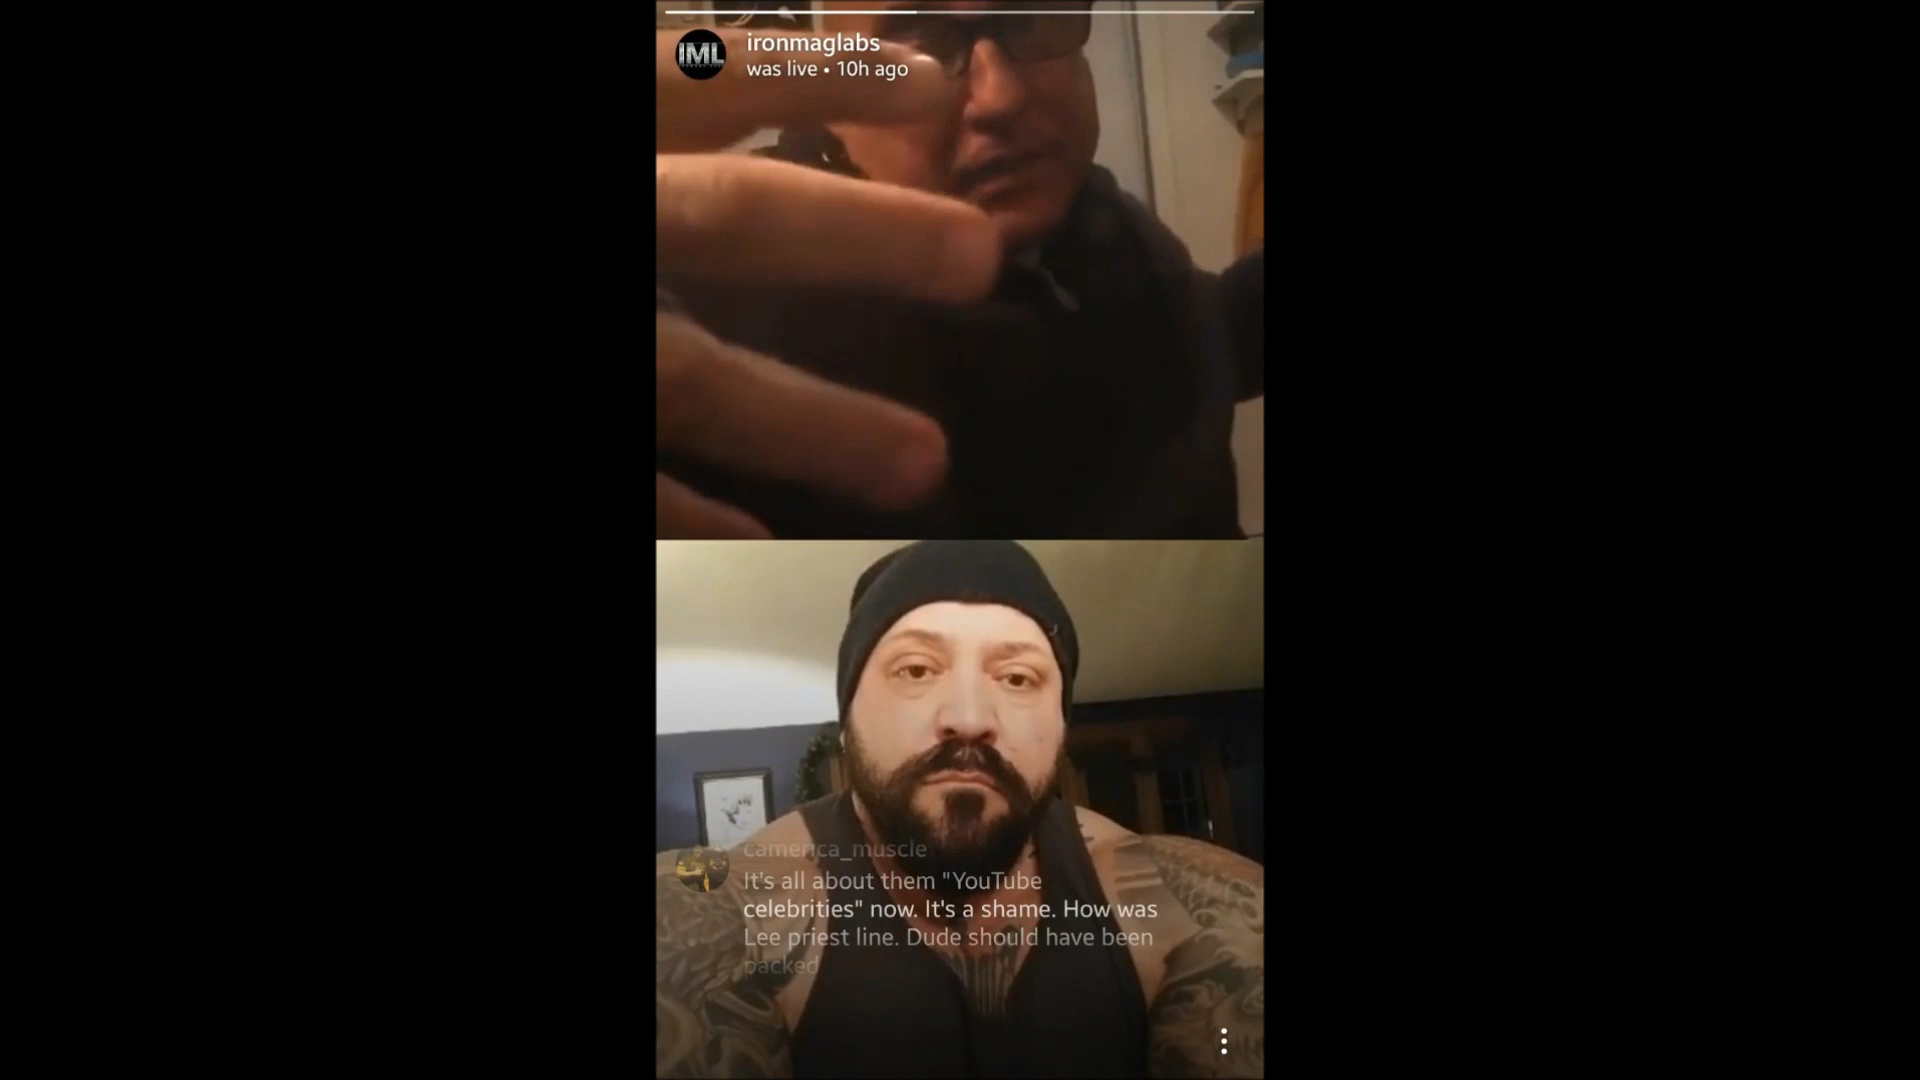 IML
ironmaglabs
was live • 10h ago
camerica_muscle
It's all about them "YouTube
celebrities" now. It's a shame. How was
Lee priest line. Dude should have been
packed